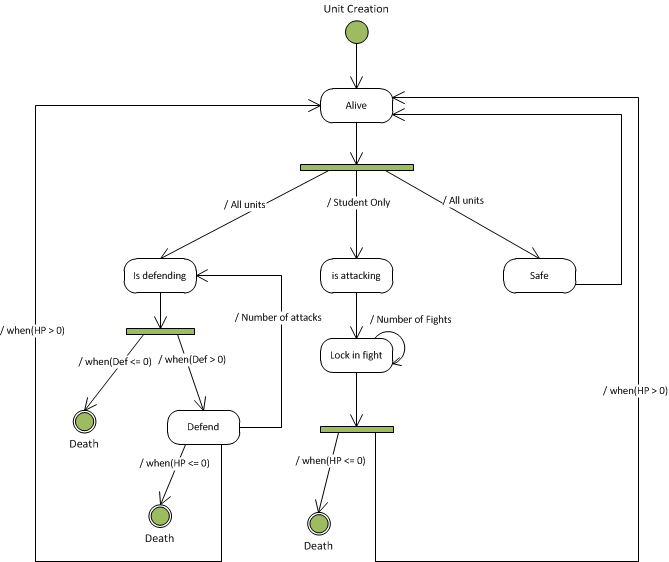 Unit Creation
Alive
/ All units
/ Student Only
/ All units
Is defending
is attacking
Safe
/ Number of attacks
/ Number of Fights
/ when(HP > 0)
/ when(Def <= 0)
/ when(Def > 0)
Lock in fight
/ when(HP > 0)
Death
Defend
/ when(HP <= 0)
/ when(HP <= 0)
Death
Death